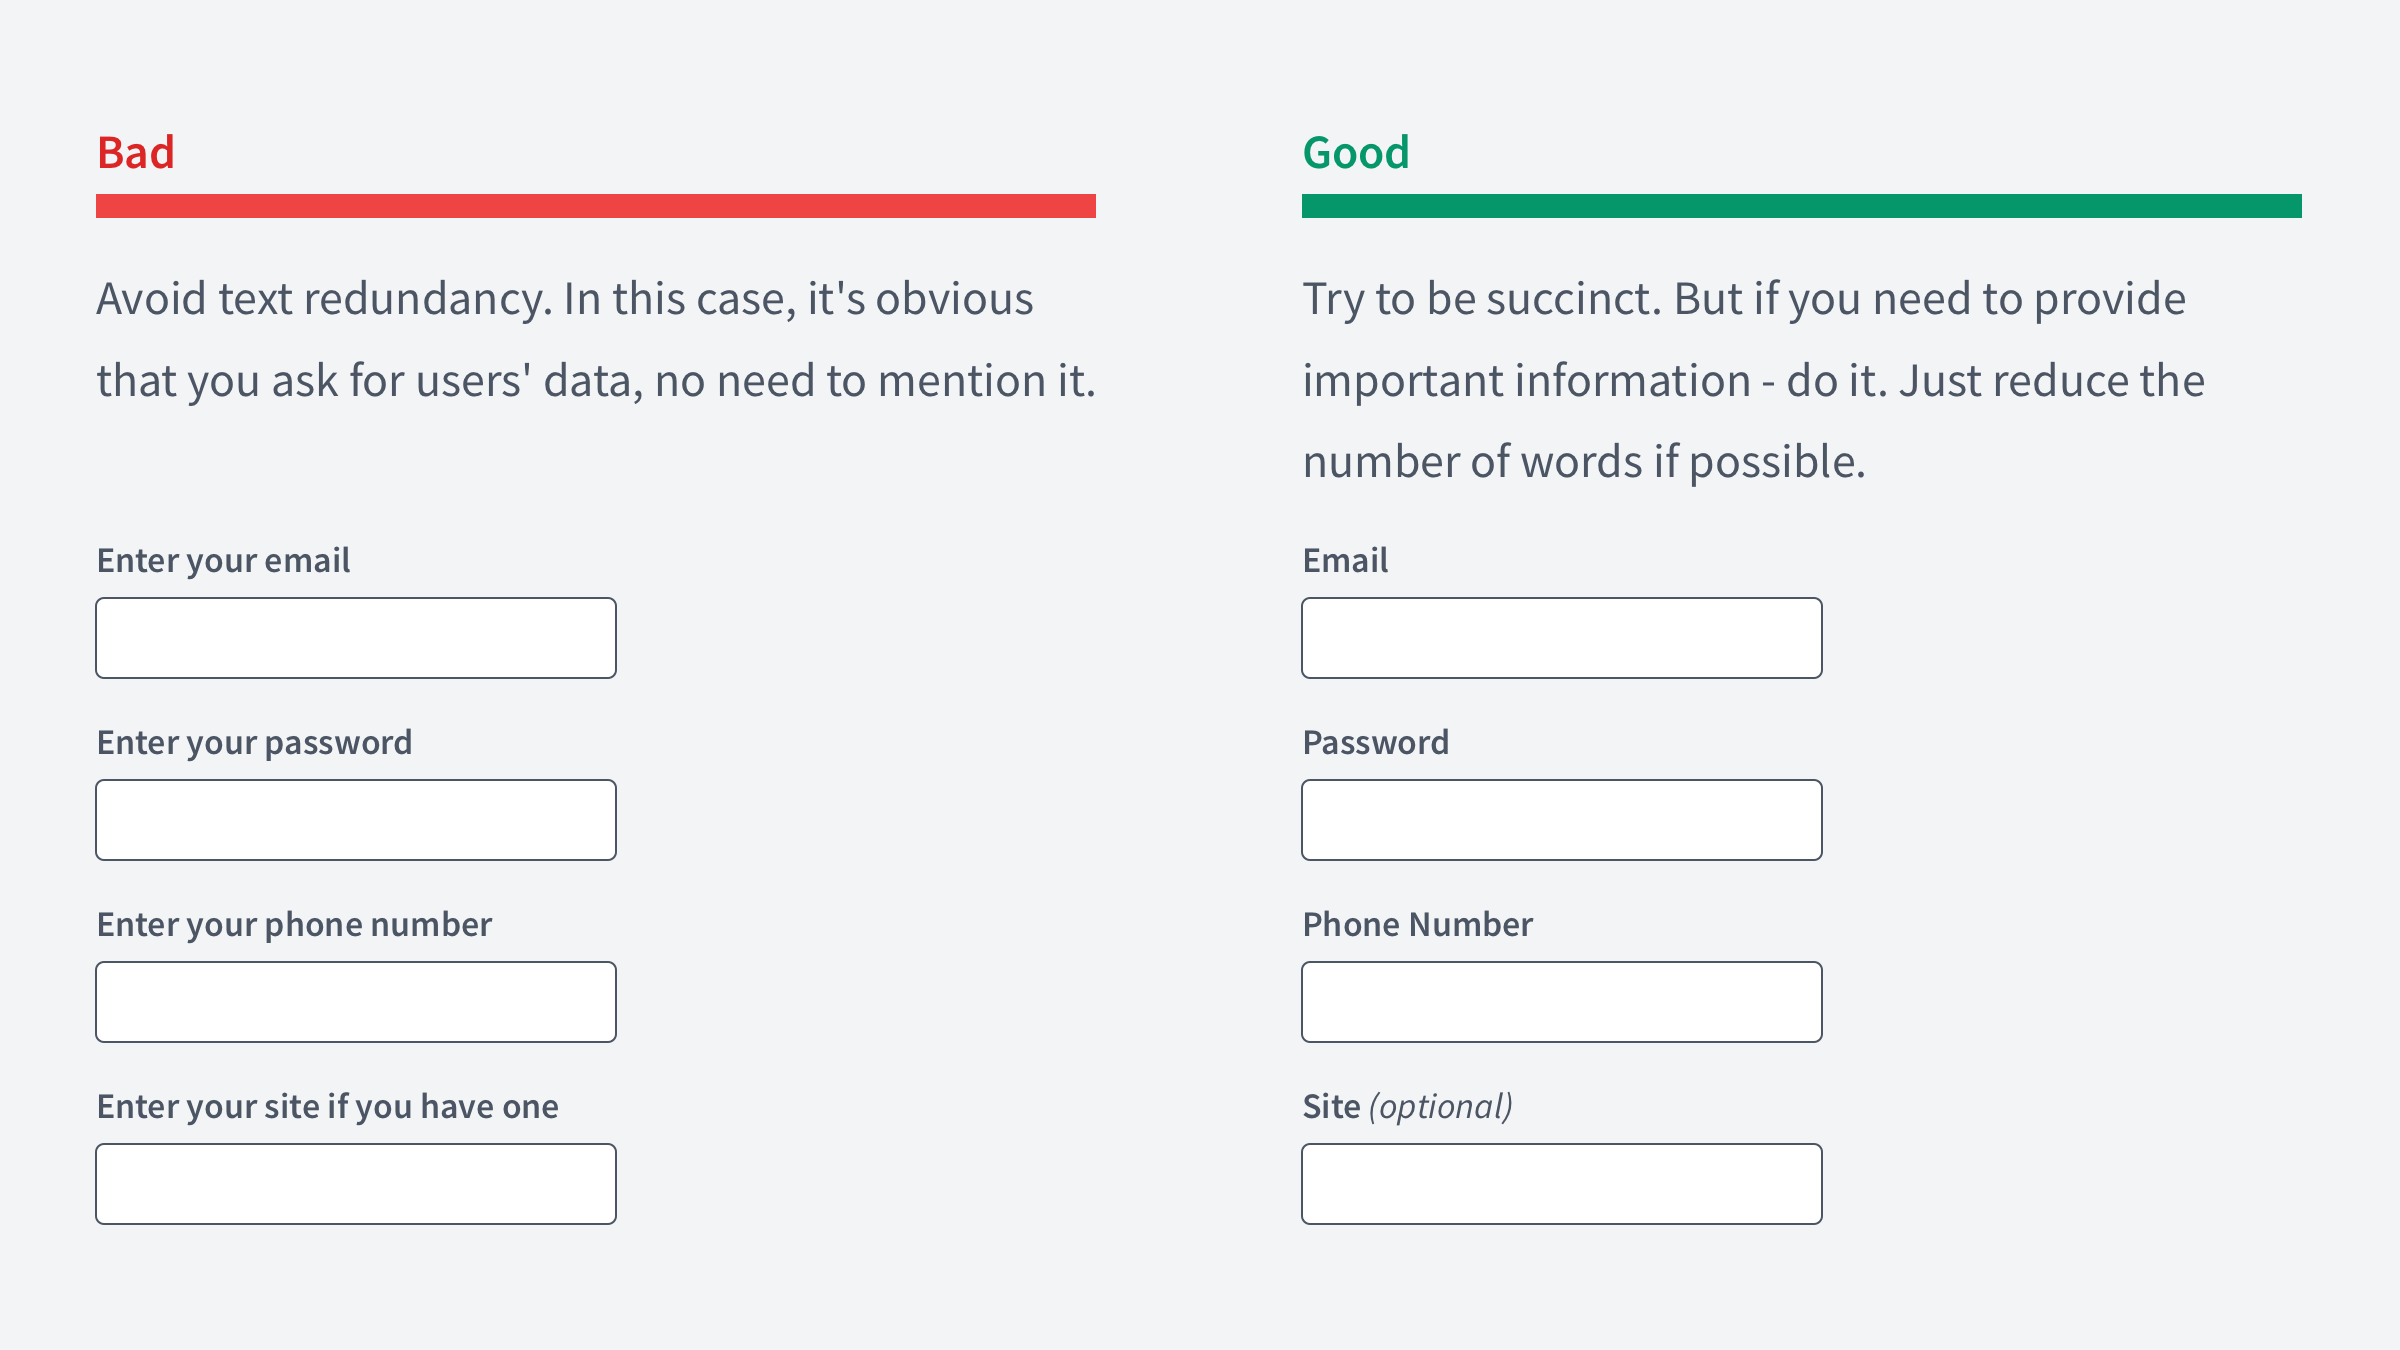 Bad
Avoid text redundancy. In this case, it's obvious
that you ask for users' data, no need to mention it.
Enter your email
Enter your password
Enter your phone number
Enter your site if you have one
Good
Try to be succinct. But if you need to provide
important information - do it. Just reduce the
number of words if possible.
Email
Password
Phone Number
Site (optional)